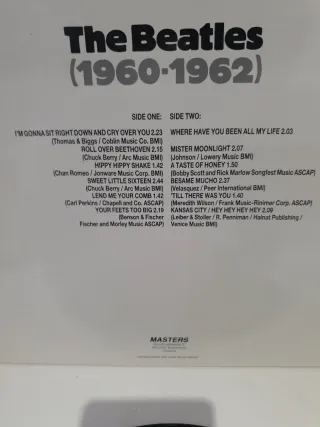 The Beatles
(1960-1962)
SIDE ONE:
I'M GONNA SIT RIGHT DOWN AND CRY OVER YOU 2.23
(Thomas & Biggs / Coblin Music Co. BMI)
ROLL OVER BEETHOVEN 2.15
(Chuck Berry / Arc Music BMI)
HIPPY HIPPY SHAKE 1.42
(Chan Romeo / Jonware Music Corp. BMI)
SWEET LITTLE SIXTEEN 2.44
(Chuck Berry / Arc Music BMI)
LEND ME YOUR COMB 1.42
(Carl Perkins / Chapell and Co. ASCAP)
YOUR FEETS TOO BIG 2.19
(Benson & Fischer
Fischer and Morley Music ASCAP)
SIDE TWO:
WHERE HAVE YOU BEEN ALL MY LIFE 2.03
MISTER MOONLIGHT 2.07
(Johnson / Lowery Music BMI)
A TASTE OF HONEY 1.50
(Bobby Scott and Rick Marlow Songfest Music ASCAP)
BESAME MUCHO 2.37
(Velasquez / Peer International BMI)
'TILL THERE WAS YOU 1.40
(Meredith Wilson / Frank Music-Rinimer Corp. ASCAP)
KANSAS CITY / HEY HEY HEY HEY 2.09
(Leiber & Stoller / R. Penniman / Halnat Publishing /
Venice Music BMI)
MASTERS